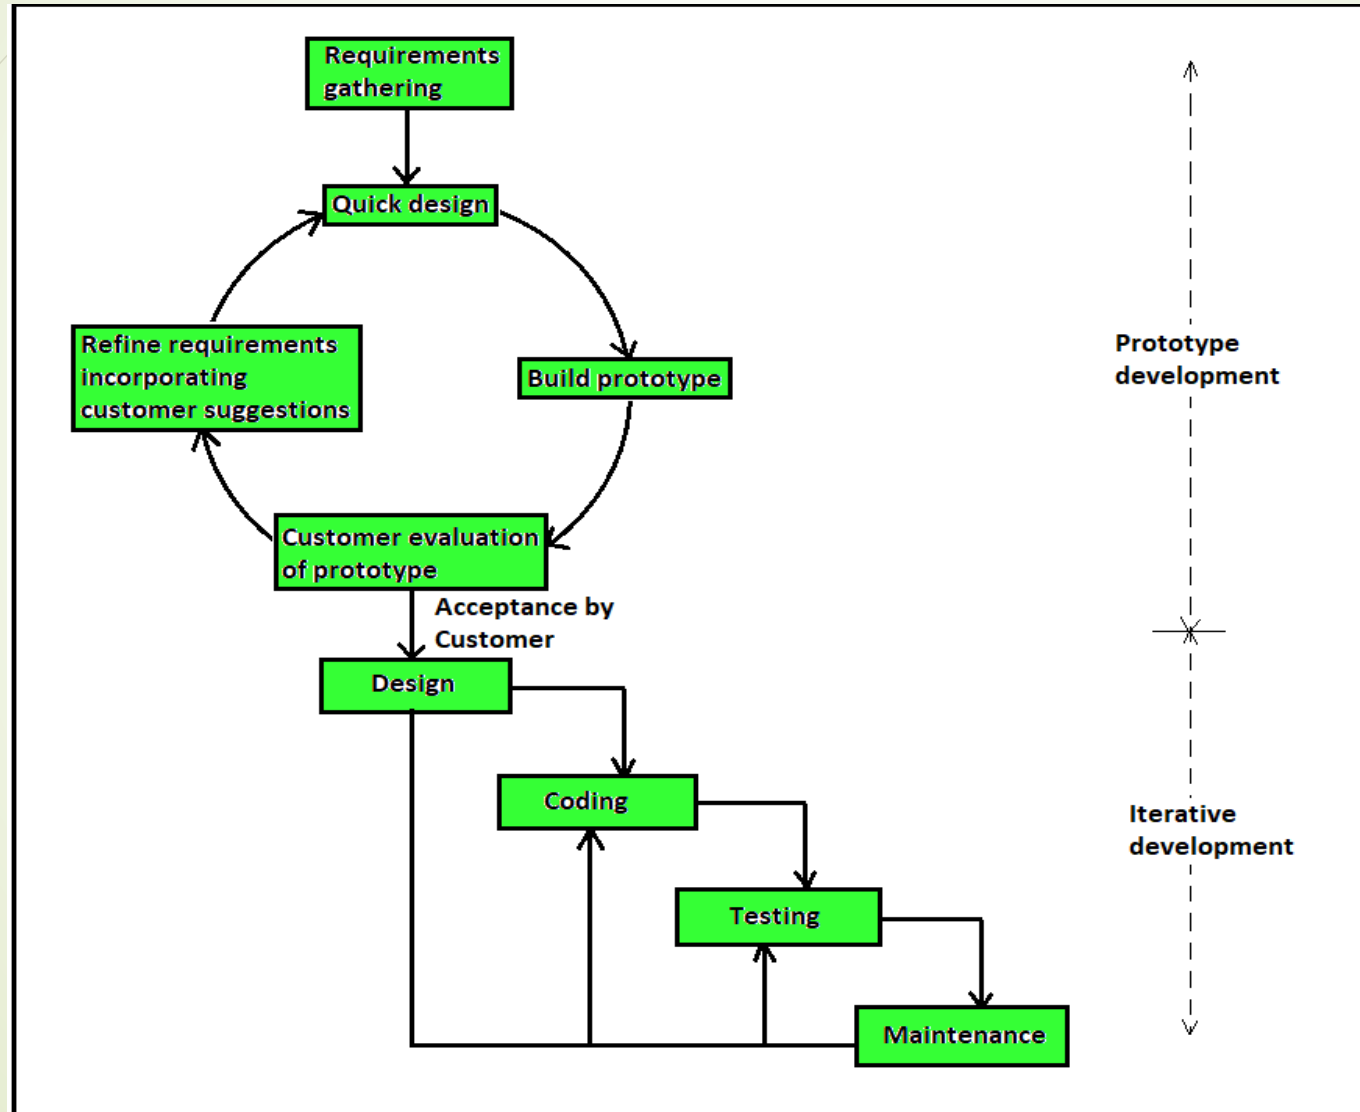 Requirements
gathering
Quick design
Refine requirements
incorporating
customer suggestions
Build prototype
Prototype
development
Customer evaluation
of prototype
Acceptance by
Customer
Design
Coding
Iterative
development
Testing
Maintenance